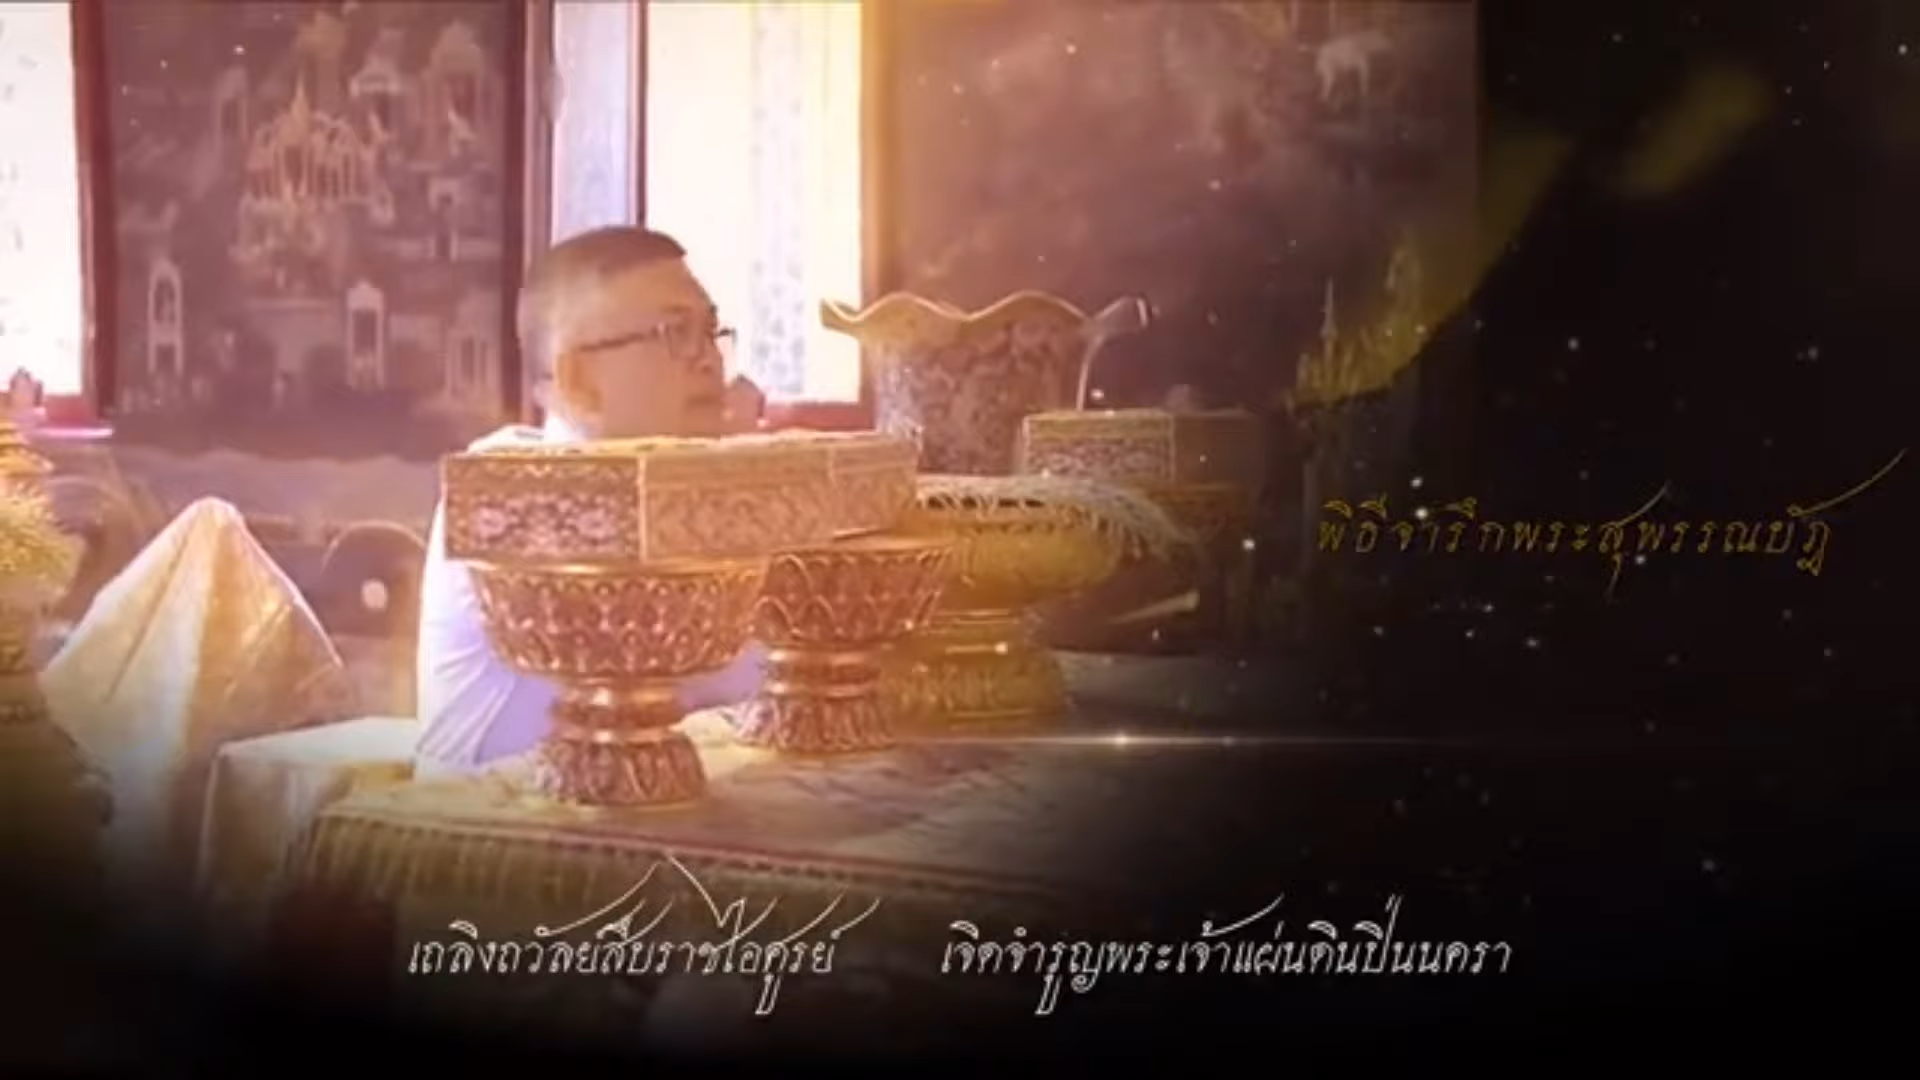 พิธีจารึกพระสุพรรณบัฏ
เถลิงถวัลย์สืบราชไอศูรย์ เจิดจำรูญพระเจ้าแผ่นดินปิ่นนครา